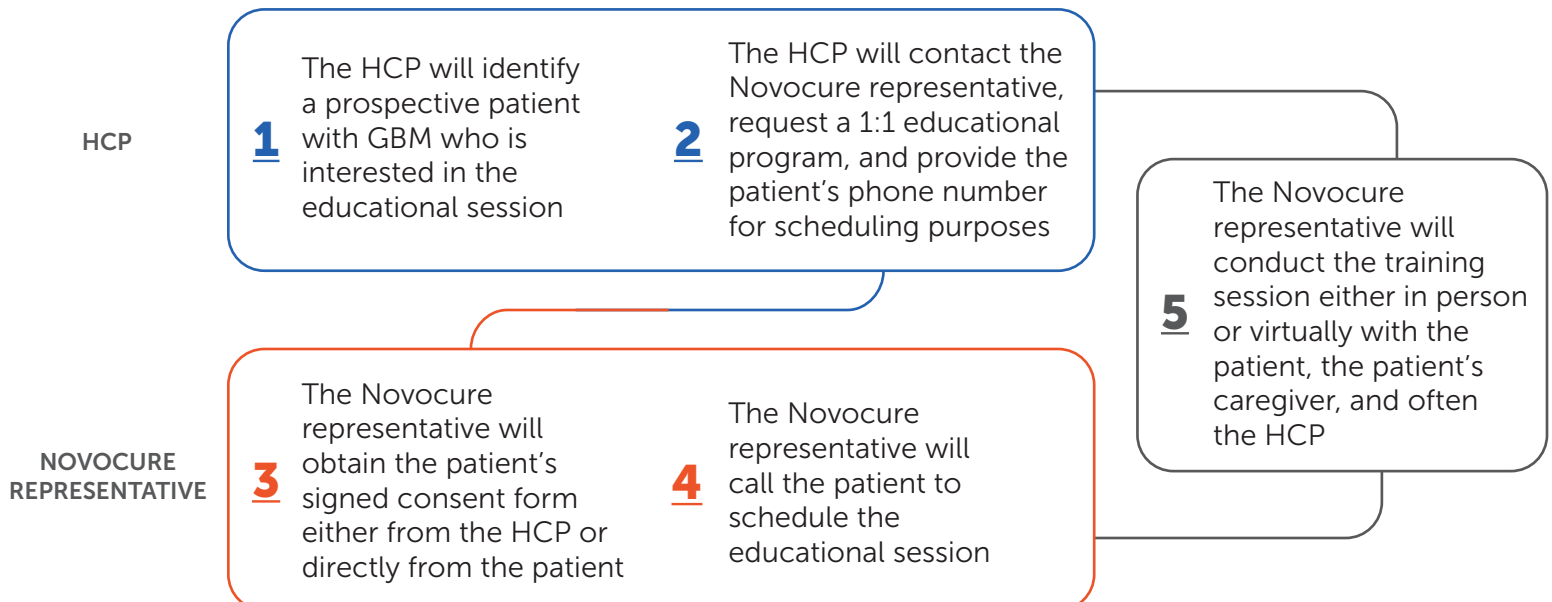 HCP
1
The HCP will identify
a prospective patient
with GBM who is
interested in the
educational session
2
The HCP will contact the
Novocure representative,
request a 1:1 educational
program, and provide the
patient’s phone number
for scheduling purposes
NOVOCURE
REPRESENTATIVE
3
The Novocure
representative will
obtain the patient’s
signed consent form
either from the HCP or
directly from the patient
4
The Novocure
representative will
call the patient to
schedule the
educational session
5
The Novocure
representative will
conduct the training
session either in person
or virtually with the
patient, the patient’s
caregiver, and often
the HCP